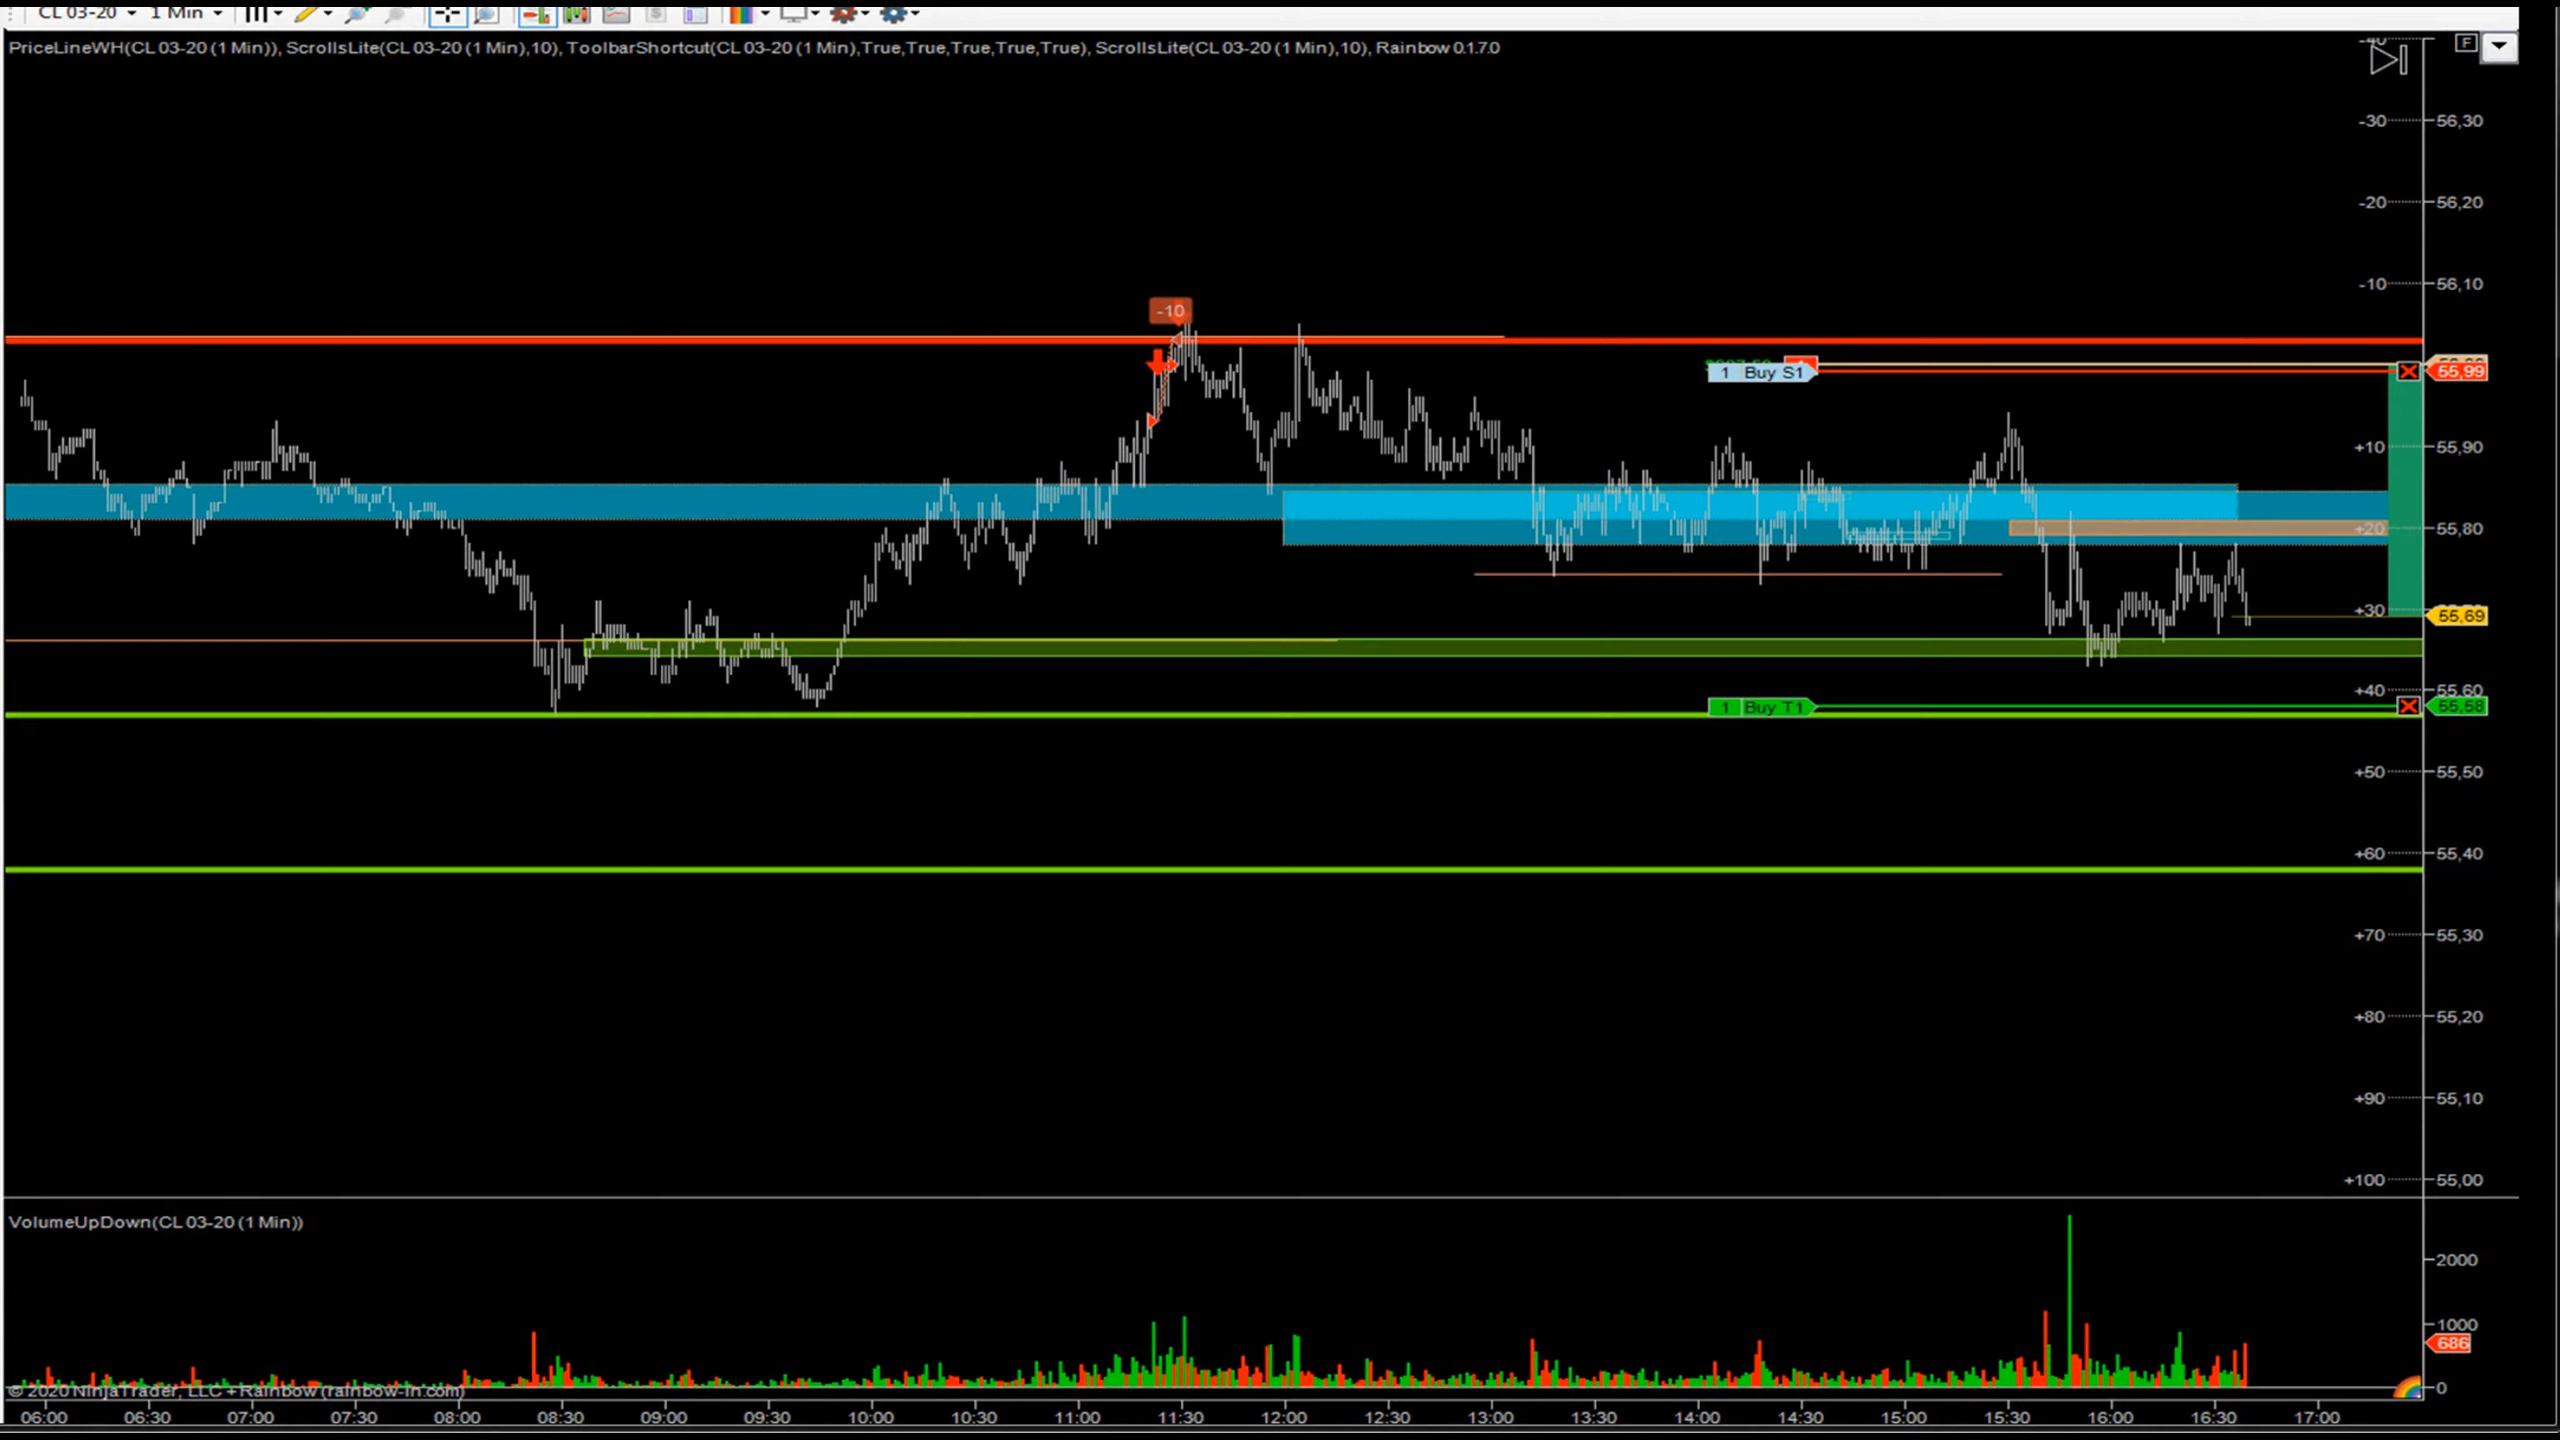 CL 03-20 1 Min
PriceLineWH(CL 03-20 (1 Min)), ScrollsLite(CL 03-20 (1 Min),10), ToolbarShortcut(CL 03-20 (1 Min),True,True,True,True,True), ScrollsLite(CL 03-20 (1 Min),10), Rainbow 0.1.7.0
-40
F
-30 56,30
-20 56,20
-10 56,10
-10
1 Buy S1
55,99
+10 55,90
+20 55,80
+30
55,69
+40 55,60
1 Buy T1
55,58
+50 55,50
+60 55,40
+70 55,30
+80 55,20
+90 55,10
+100 55,00
VolumeUpDown(CL 03-20 (1 Min))
2000
1000
686
0
© 2020 NinjaTrader, LLC + Rainbow (rainbow-in.com)
06:00 06:30 07:00 07:30 08:00 08:30 09:00 09:30 10:00 10:30 11:00 11:30 12:00 12:30 13:00 13:30 14:00 14:30 15:00 15:30 16:00 16:30 17:00